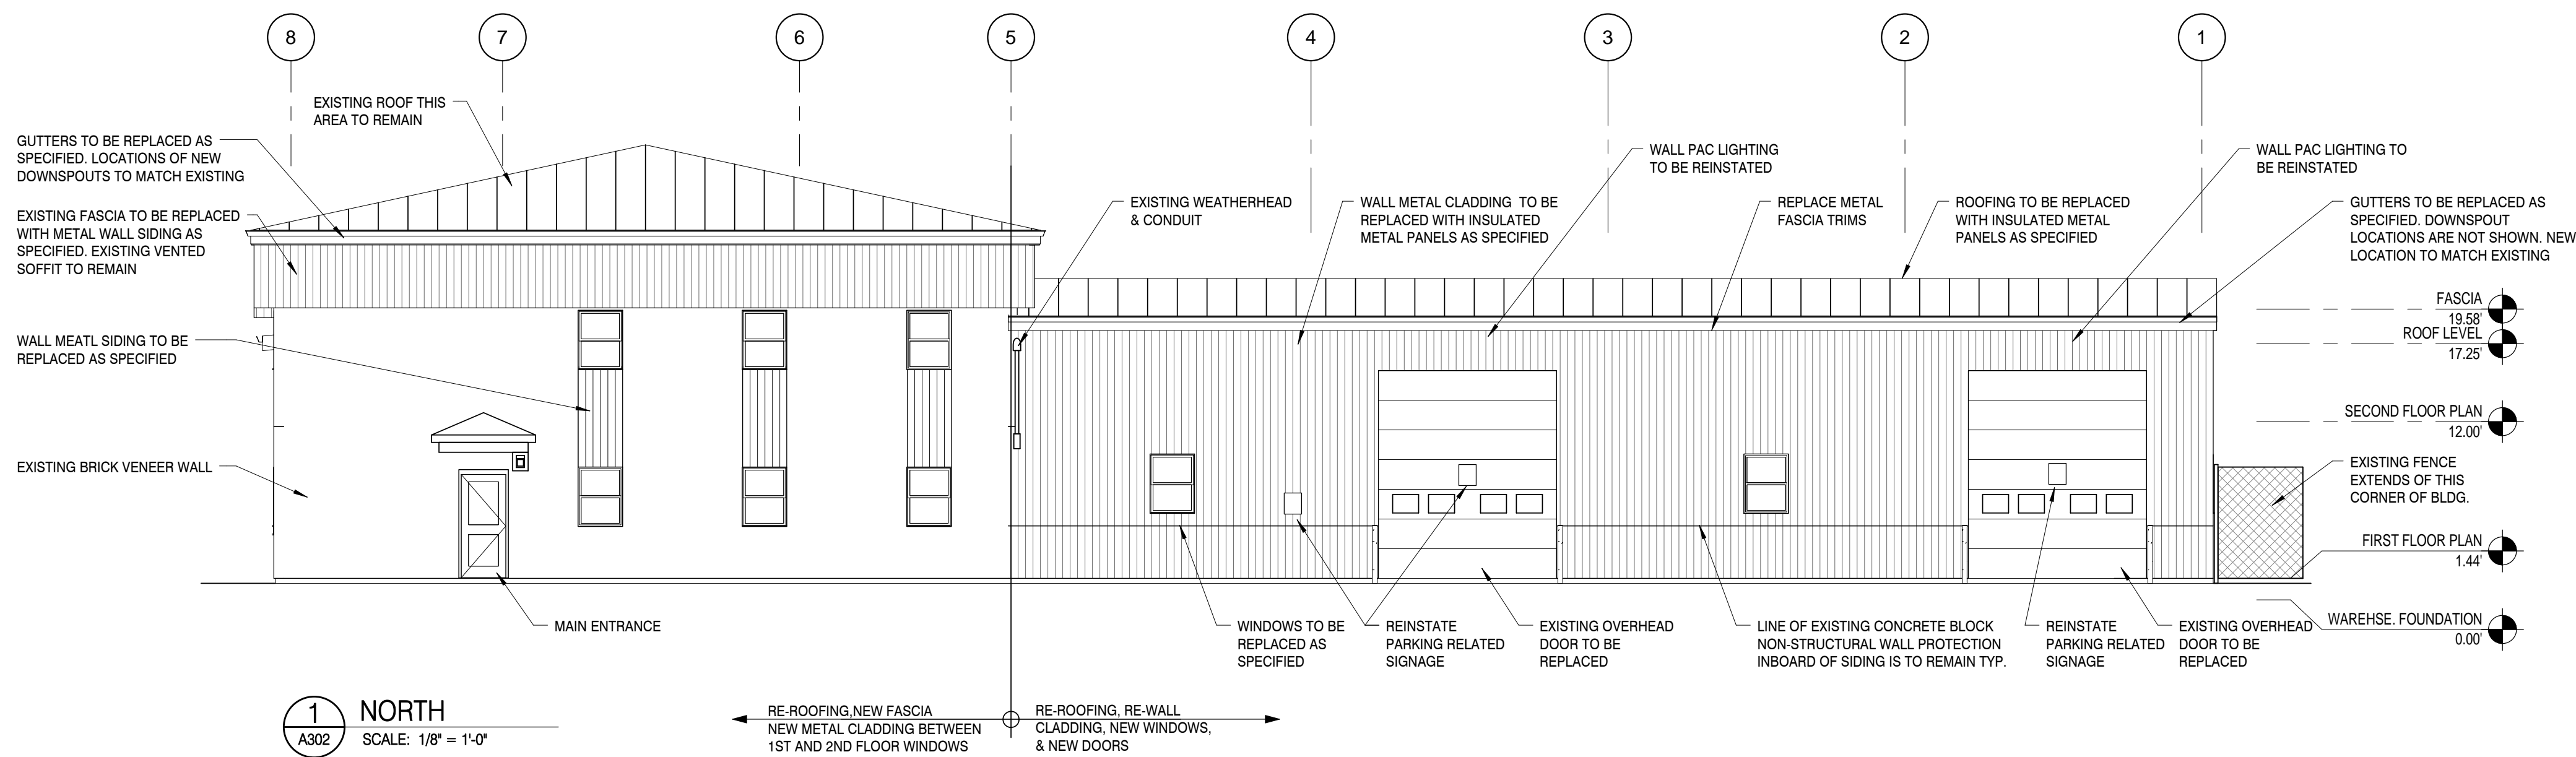 8
7
6
5
4
3
2
1
EXISTING ROOF THIS
AREA TO REMAIN
GUTTERS TO BE REPLACED AS
SPECIFIED. LOCATIONS OF NEW
DOWNSPOUTS TO MATCH EXISTING
EXISTING FASCIA TO BE REPLACED
WITH METAL WALL SIDING AS
SPECIFIED. EXISTING VENTED
SOFFIT TO REMAIN
WALL MEATL SIDING TO BE
REPLACED AS SPECIFIED
EXISTING BRICK VENEER WALL
MAIN ENTRANCE
EXISTING WEATHERHEAD
& CONDUIT
WALL METAL CLADDING TO BE
REPLACED WITH INSULATED
METAL PANELS AS SPECIFIED
WALL PAC LIGHTING
TO BE REINSTATED
REPLACE METAL
FASCIA TRIMS
ROOFING TO BE REPLACED
WITH INSULATED METAL
PANELS AS SPECIFIED
WALL PAC LIGHTING TO
BE REINSTATED
GUTTERS TO BE REPLACED AS
SPECIFIED. DOWNSPOUT
LOCATIONS ARE NOT SHOWN. NEW
LOCATION TO MATCH EXISTING
FASCIA
19.58'
ROOF LEVEL
17.25'
SECOND FLOOR PLAN
12.00'
EXISTING FENCE
EXTENDS OF THIS
CORNER OF BLDG.
FIRST FLOOR PLAN
1.44'
WAREHSE. FOUNDATION
0.00'
WINDOWS TO BE
REPLACED AS
SPECIFIED
REINSTATE
PARKING RELATED
SIGNAGE
EXISTING OVERHEAD
DOOR TO BE
REPLACED
LINE OF EXISTING CONCRETE BLOCK
NON-STRUCTURAL WALL PROTECTION
INBOARD OF SIDING IS TO REMAIN TYP.
REINSTATE
PARKING RELATED
SIGNAGE
EXISTING OVERHEAD
DOOR TO BE
REPLACED
1
A302
NORTH
SCALE: 1/8" = 1'-0"
RE-ROOFING,NEW FASCIA
NEW METAL CLADDING BETWEEN
1ST AND 2ND FLOOR WINDOWS
RE-ROOFING, RE-WALL
CLADDING, NEW WINDOWS,
& NEW DOORS